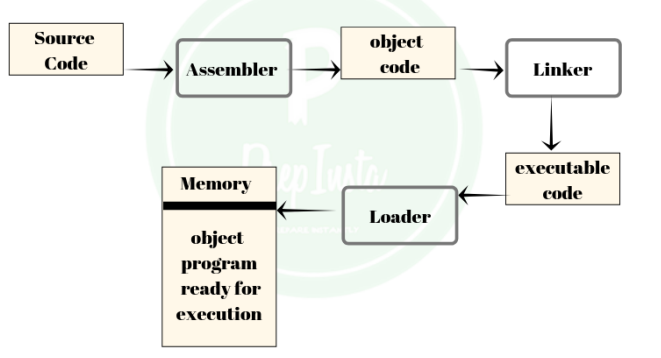 Source
Code
Assembler
object
code
Linker
executable
code
Loader
Memory
object
program
ready for
execution
PrepInsta